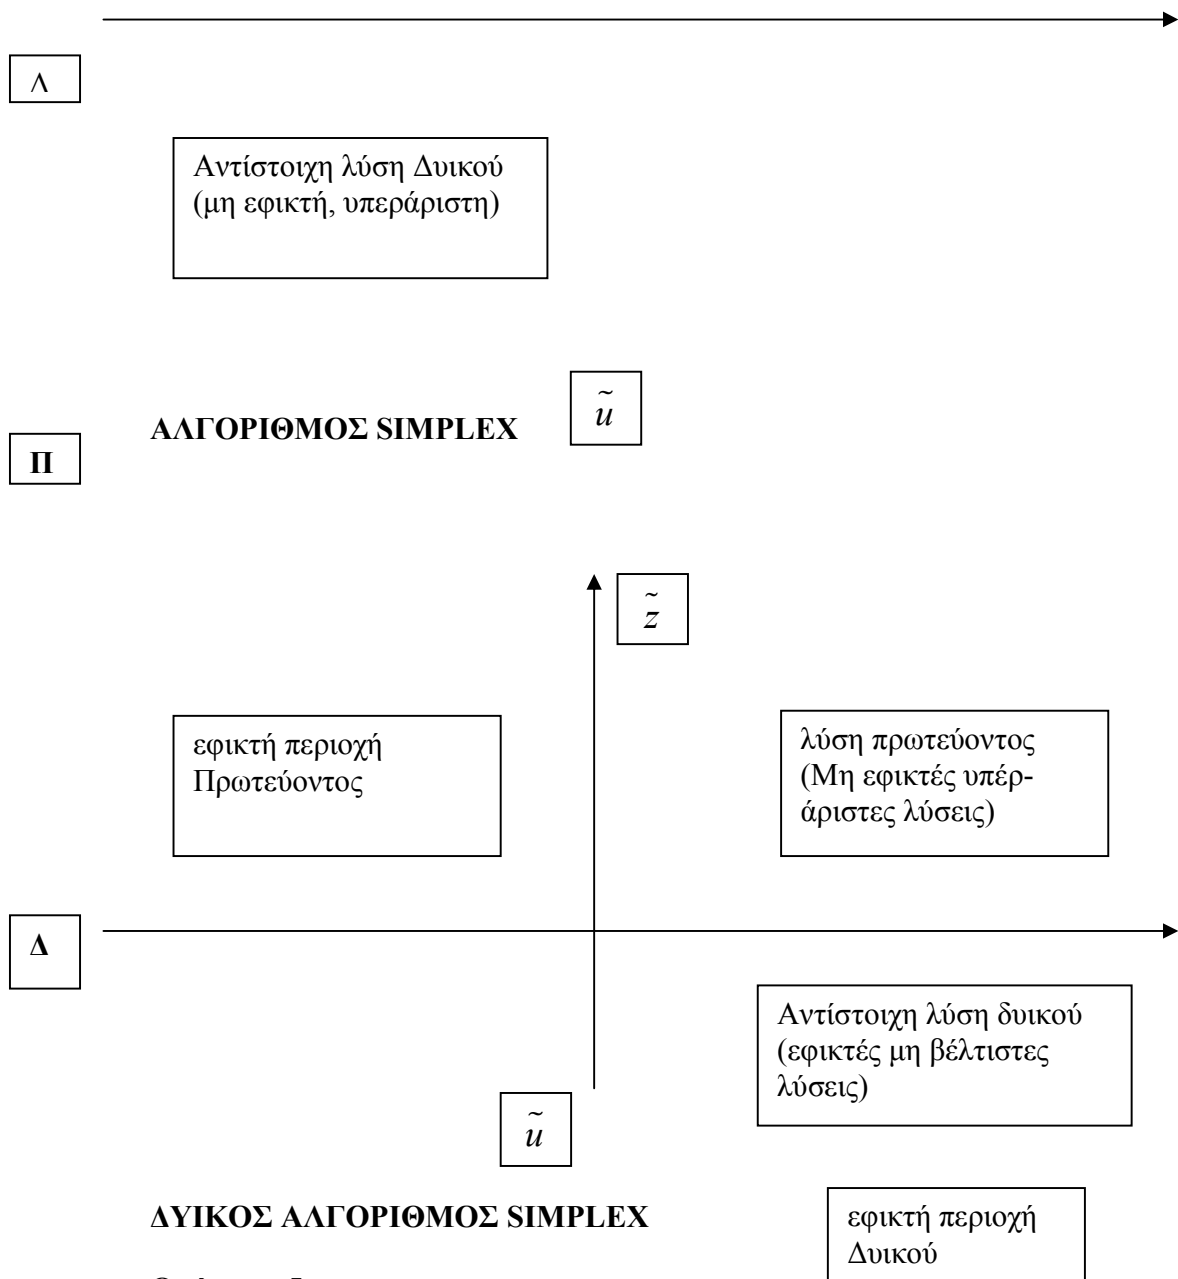 Λ
Αντίστοιχη λύση Δυικού
(μη εφικτή, υπεράριστη)
ũ
ΑΛΓΟΡΙΘΜΟΣ SIMPLEX
Π
z̃
εφικτή περιοχή
Πρωτεύοντος
λύση πρωτεύοντος
(Μη εφικτές υπέρ-
άριστες λύσεις)
Δ
Αντίστοιχη λύση δυικού
(εφικτές μη βέλτιστες
λύσεις)
ũ
ΔΥΙΚΟΣ ΑΛΓΟΡΙΘΜΟΣ SIMPLEX
εφικτή περιοχή
Δυικού